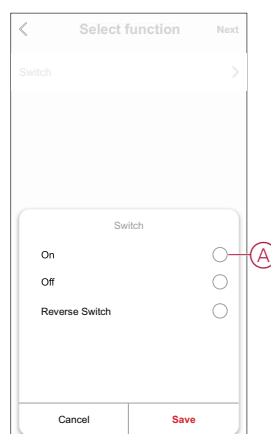 Select function Next
Switch
Switch
On
A
Off
Reverse Switch
Cancel Save